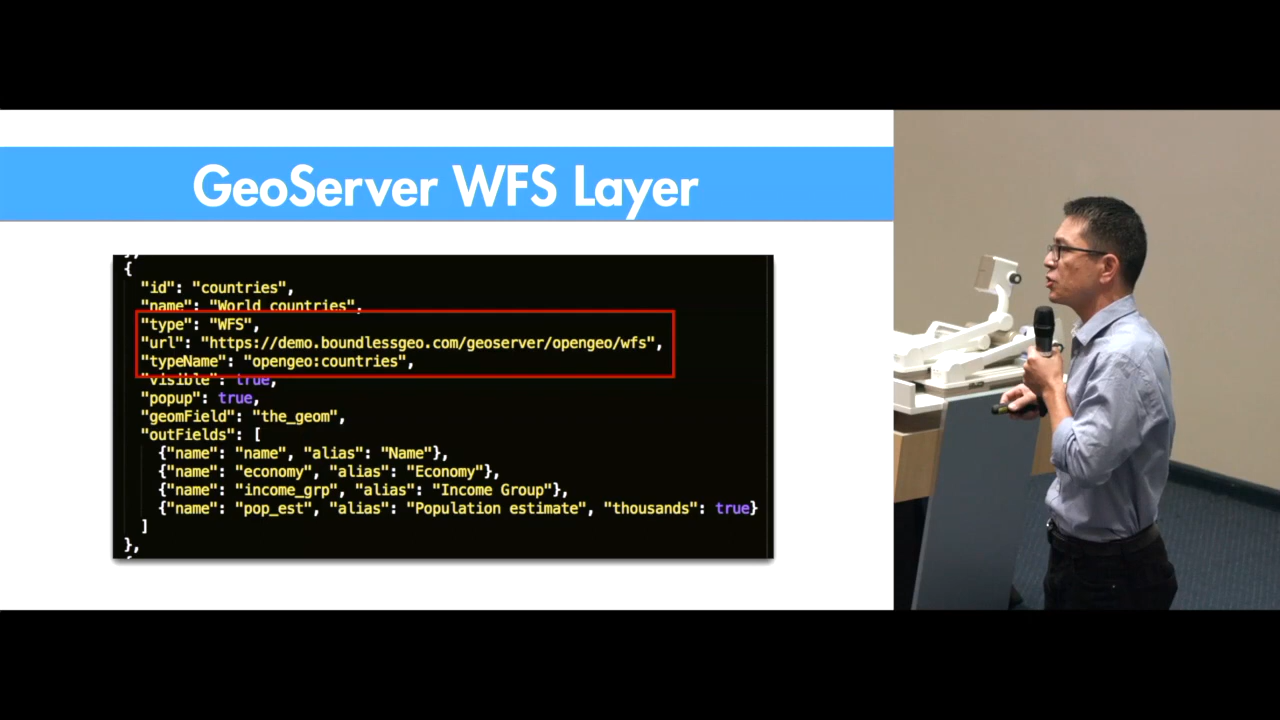 GeoServer WFS Layer
},
{
"id": "countries",
"name": "World countries",
"type": "WFS",
"url": "https://demo.boundlessgeo.com/geoserver/opengeo/wfs",
"typeName": "opengeo:countries",
"visible": true,
"popup": true,
"geomField": "the_geom",
"outFields": [
{"name": "name", "alias": "Name"},
{"name": "economy", "alias": "Economy"},
{"name": "income_grp", "alias": "Income Group"},
{"name": "pop_est", "alias": "Population estimate", "thousands": true}
]
},